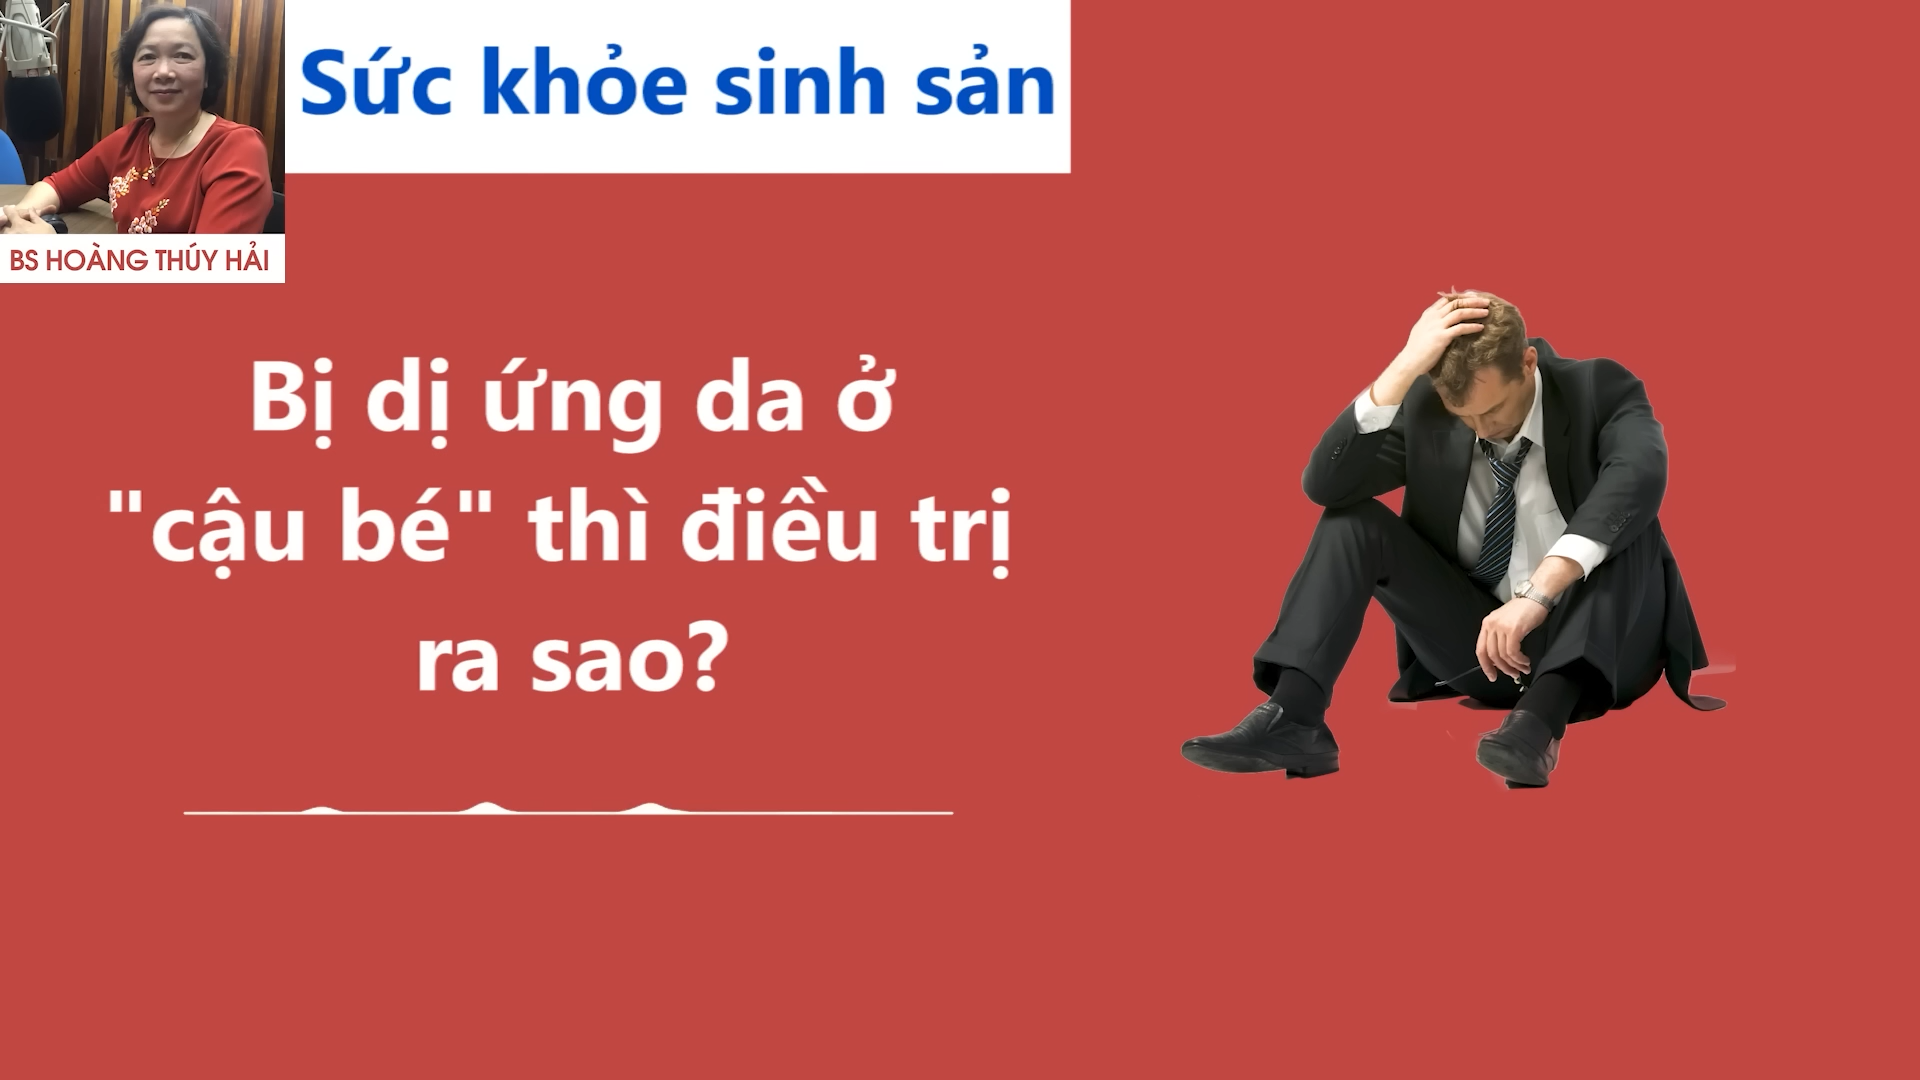 Sức khỏe sinh sản
BS HOÀNG THÚY HẢI
Bị dị ứng da ở
"cậu bé" thì điều trị
ra sao?